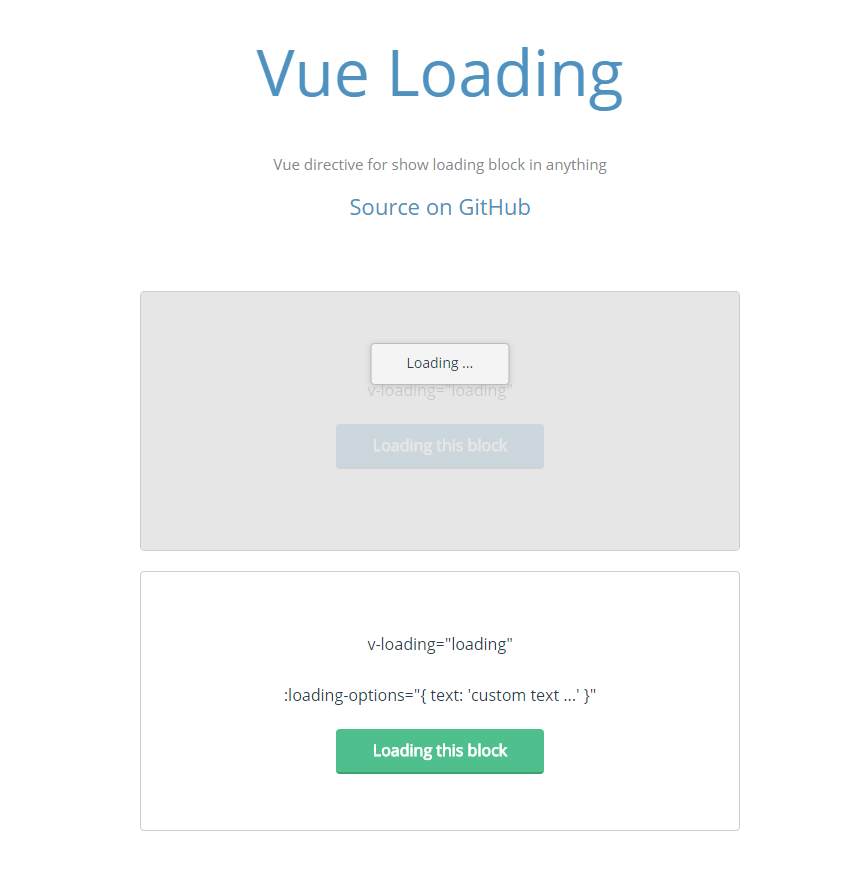 Vue Loading
Vue directive for show loading block in anything
Source on GitHub
Loading ...
v-loading="loading"
Loading this block
v-loading="loading"
:loading-options="{ text: 'custom text ...' }"
Loading this block